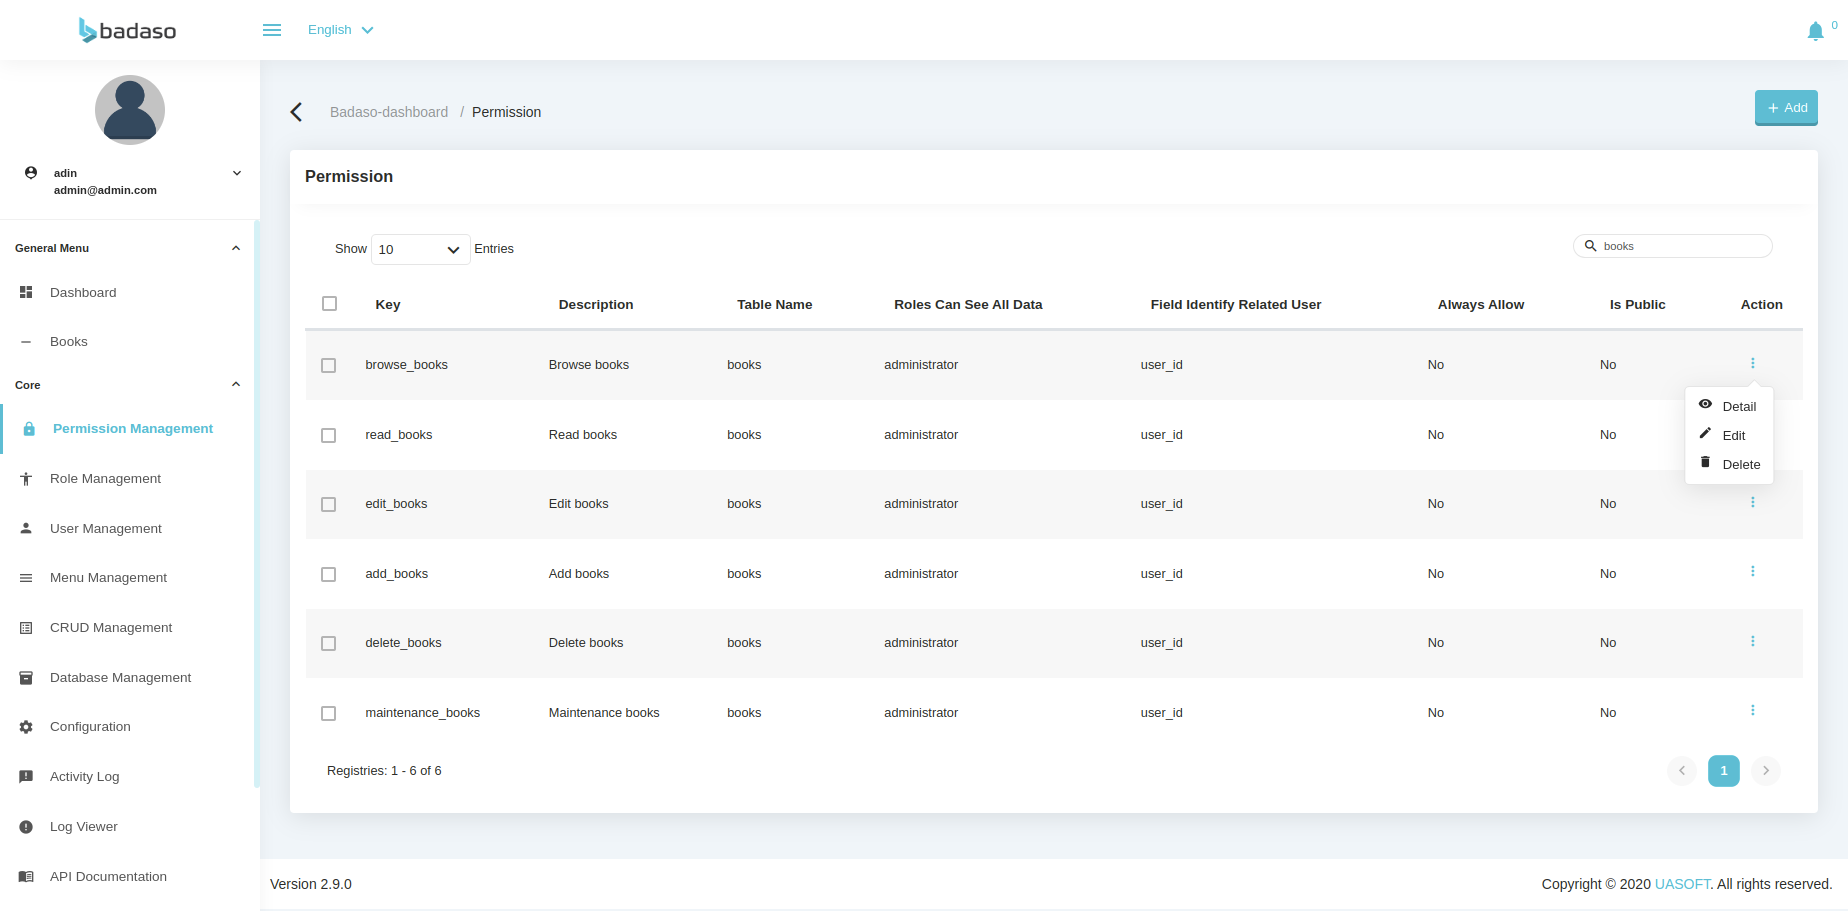 badaso
English
0
adin
admin@admin.com
General Menu
Dashboard
Books
Core
Permission Management
Role Management
User Management
Menu Management
CRUD Management
Database Management
Configuration
Activity Log
Log Viewer
API Documentation
Badaso-dashboard / Permission
+ Add
Permission
Show 10 Entries
books
Key Description Table Name Roles Can See All Data Field Identify Related User Always Allow Is Public Action
browse_books Browse books books administrator user_id No No
Detail
Edit
Delete
read_books Read books books administrator user_id No No
edit_books Edit books books administrator user_id No No
add_books Add books books administrator user_id No No
delete_books Delete books books administrator user_id No No
maintenance_books Maintenance books books administrator user_id No No
Registries: 1 - 6 of 6
1
Version 2.9.0
Copyright © 2020 UASOFT. All rights reserved.